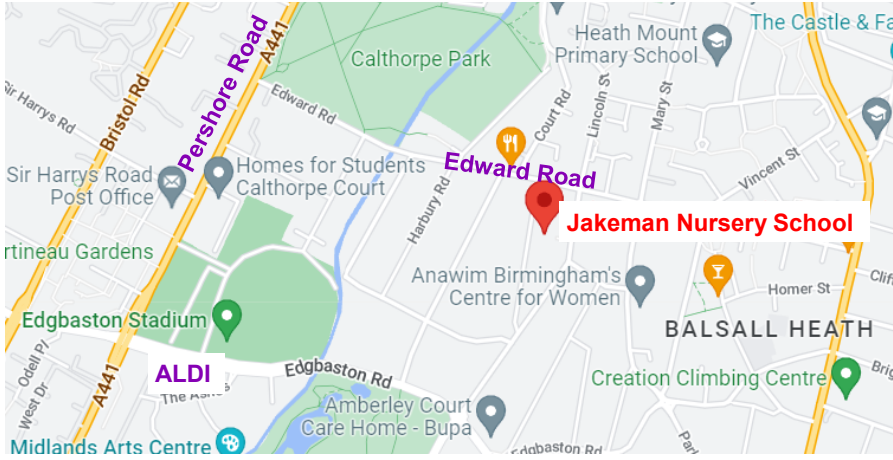 Heath Mount
Primary School
The Castle & Fa
A441
Pershore Road
Calthorpe Park
Bristol Rd
Sir Harrys Rd
Edward Rd
Court Rd
Lincoln St
Mary St
Edward Road
Vincent St
Sir Harrys Road
Post Office
Homes for Students
Calthorpe Court
Harbury Rd
Jakeman Nursery School
rtineau Gardens
Anawim Birmingham's
Centre for Women
Homer St
Cliff
Edgbaston Stadium
BALSALL HEATH
Odell Pl
ALDI
Edgbaston Rd
Creation Climbing Centre
Brig
West Dr
A441
The Ashes
Amberley Court
Care Home - Bupa
Midlands Arts Centre
Edgbaston Rd
Park